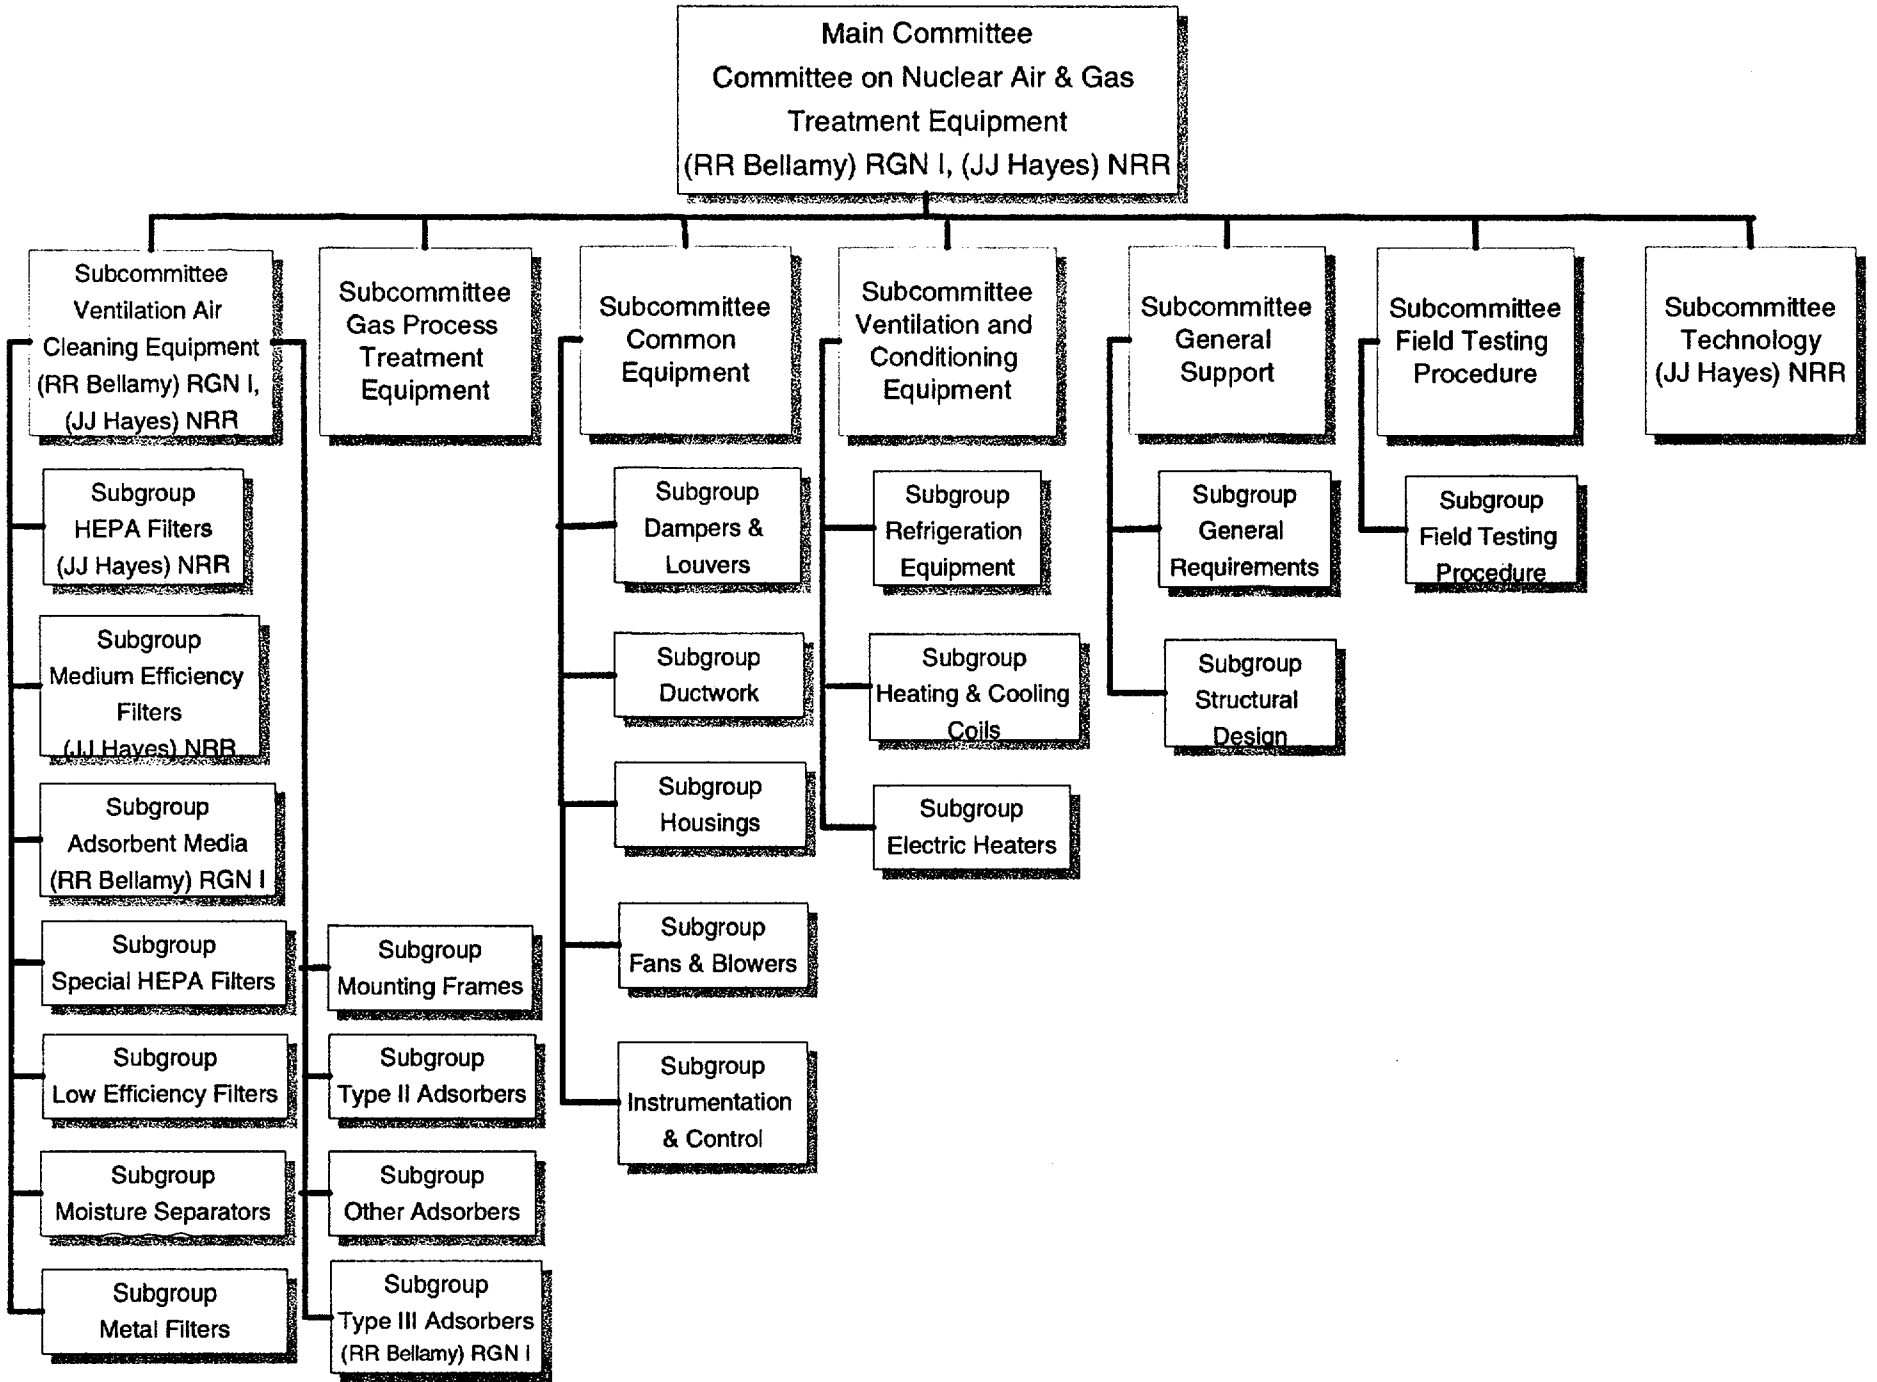 Main Committee
Committee on Nuclear Air & Gas
Treatment Equipment
(RR Bellamy) RGN I, (JJ Hayes) NRR
Subcommittee
Ventilation Air
Cleaning Equipment
(RR Bellamy) RGN I,
(JJ Hayes) NRR
Subcommittee
Gas Process
Treatment
Equipment
Subcommittee
Common
Equipment
Subcommittee
Ventilation and
Conditioning
Equipment
Subcommittee
General
Support
Subcommittee
Field Testing
Procedure
Subcommittee
Technology
(JJ Hayes) NRR
Subgroup
HEPA Filters
(JJ Hayes) NRR
Subgroup
Medium Efficiency
Filters
(JJ Hayes) NRR
Subgroup
Adsorbent Media
(RR Bellamy) RGN I
Subgroup
Special HEPA Filters
Subgroup
Low Efficiency Filters
Subgroup
Moisture Separators
Subgroup
Metal Filters
Subgroup
Mounting Frames
Subgroup
Type II Adsorbers
Subgroup
Other Adsorbers
Subgroup
Type III Adsorbers
(RR Bellamy) RGN I
Subgroup
Dampers &
Louvers
Subgroup
Ductwork
Subgroup
Housings
Subgroup
Fans & Blowers
Subgroup
Instrumentation
& Control
Subgroup
Refrigeration
Equipment
Subgroup
Heating & Cooling
Coils
Subgroup
Electric Heaters
Subgroup
General
Requirements
Subgroup
Structural
Design
Subgroup
Field Testing
Procedure